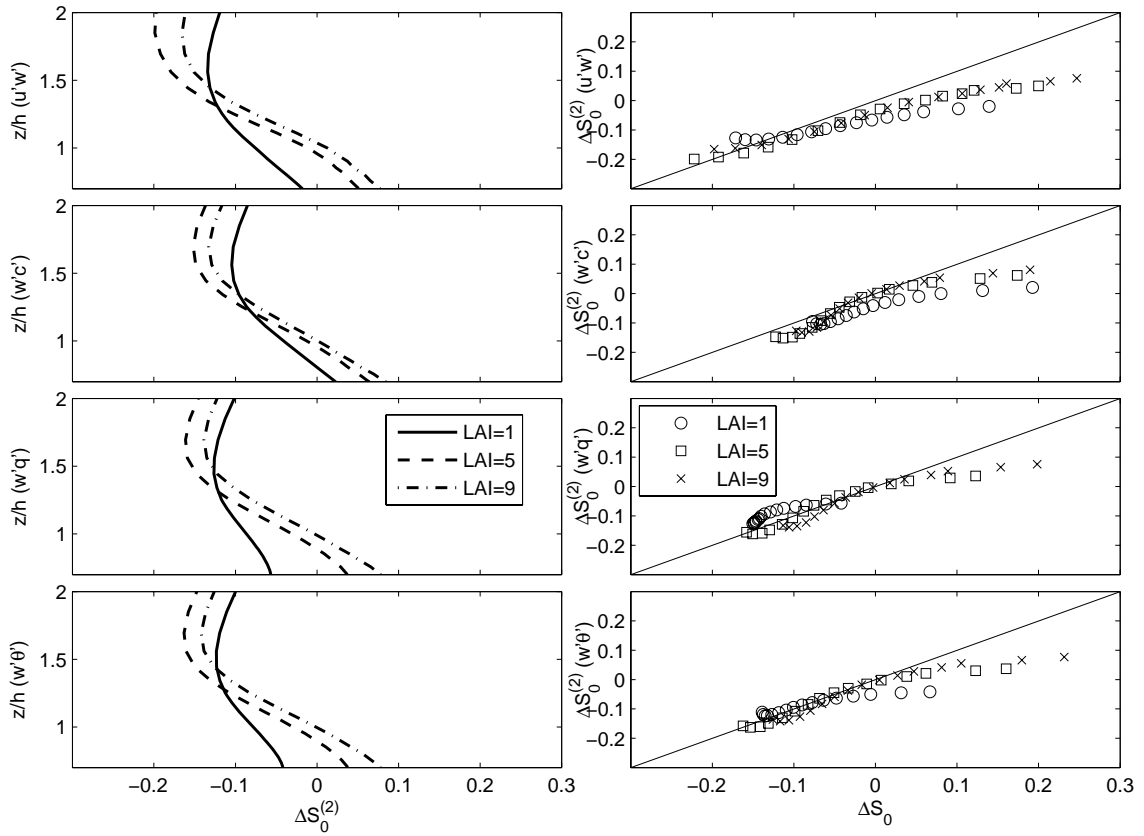 2
1.5
1
z/h (u'w')
0.2
0.1
0
−0.1
−0.2
ΔS₀⁽²⁾ (u'w')
2
1.5
1
z/h (w'c')
0.2
0.1
0
−0.1
−0.2
ΔS₀⁽²⁾ (w'c')
2
1.5
1
z/h (w'q')
LAI=1
LAI=5
LAI=9
0.2
0.1
0
−0.1
−0.2
ΔS₀⁽²⁾ (w'q')
LAI=1
LAI=5
LAI=9
2
1.5
1
z/h (w'θ')
−0.2 −0.1 0 0.1 0.2 0.3
ΔS₀⁽²⁾
0.2
0.1
0
−0.1
−0.2
ΔS₀⁽²⁾ (w'θ')
−0.2 −0.1 0 0.1 0.2 0.3
ΔS₀